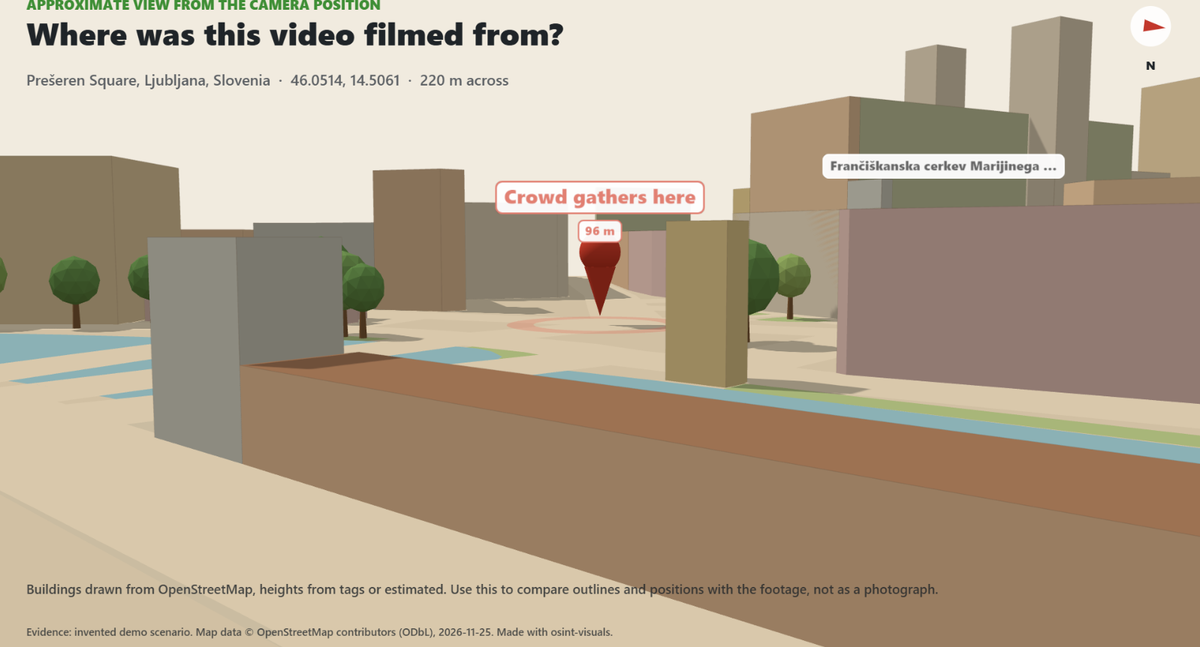 APPROXIMATE VIEW FROM THE CAMERA POSITION
Where was this video filmed from?
Prešeren Square, Ljubljana, Slovenia · 46.0514, 14.5061 · 220 m across
N
Frančiškanska cerkev Marijinega ...
Crowd gathers here
96 m
Buildings drawn from OpenStreetMap, heights from tags or estimated. Use this to compare outlines and positions with the footage, not as a photograph.
Evidence: invented demo scenario. Map data © OpenStreetMap contributors (ODbL), 2026-11-25. Made with osint-visuals.